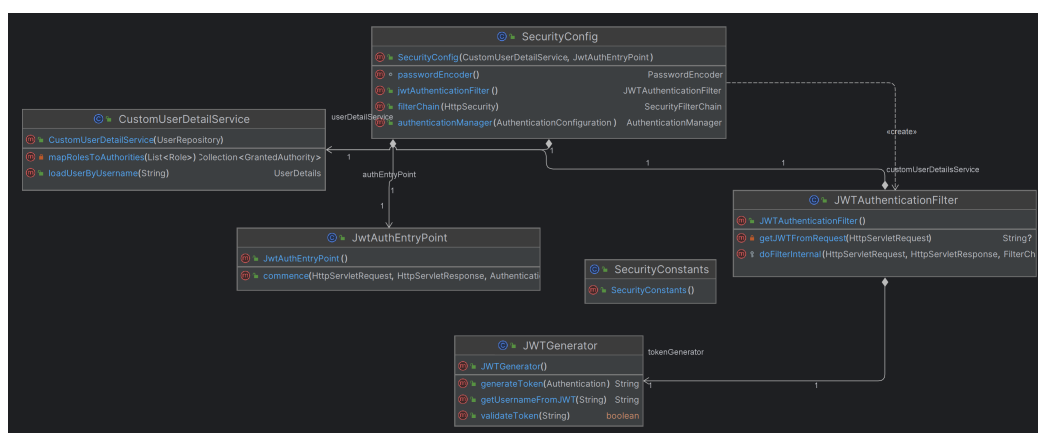 SecurityConfig
SecurityConfig(CustomUserDetailService, JwtAuthEntryPoint)
passwordEncoder() PasswordEncoder
jwtAuthenticationFilter() JWTAuthenticationFilter
filterChain(HttpSecurity) SecurityFilterChain
authenticationManager(AuthenticationConfiguration) AuthenticationManager
CustomUserDetailService
CustomUserDetailService(UserRepository)
mapRolesToAuthorities(List<Role>) Collection<GrantedAuthority>
loadUserByUsername(String) UserDetails
userDetailService
1
1
authEntryPoint
1
1
1
1
«create»
customUserDetailsService
JwtAuthEntryPoint
JwtAuthEntryPoint()
commence(HttpServletRequest, HttpServletResponse, Authenticati
SecurityConstants
SecurityConstants()
JWTAuthenticationFilter
JWTAuthenticationFilter()
getJWTFromRequest(HttpServletRequest) String?
doFilterInternal(HttpServletRequest, HttpServletResponse, FilterCh
JWTGenerator
JWTGenerator()
generateToken(Authentication) String
getUsernameFromJWT(String) String
validateToken(String) boolean
tokenGenerator
1
1